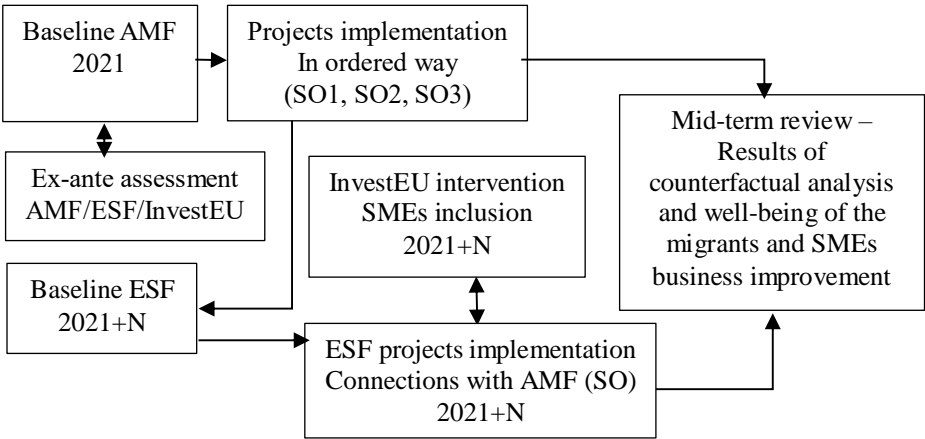 Baseline AMF
2021
Projects implementation
In ordered way
(SO1, SO2, SO3)
Mid-term review –
Results of
counterfactual analysis
and well-being of the
migrants and SMEs
business improvement
Ex-ante assessment
AMF/ESF/InvestEU
InvestEU intervention
SMEs inclusion
2021+N
Baseline ESF
2021+N
ESF projects implementation
Connections with AMF (SO)
2021+N